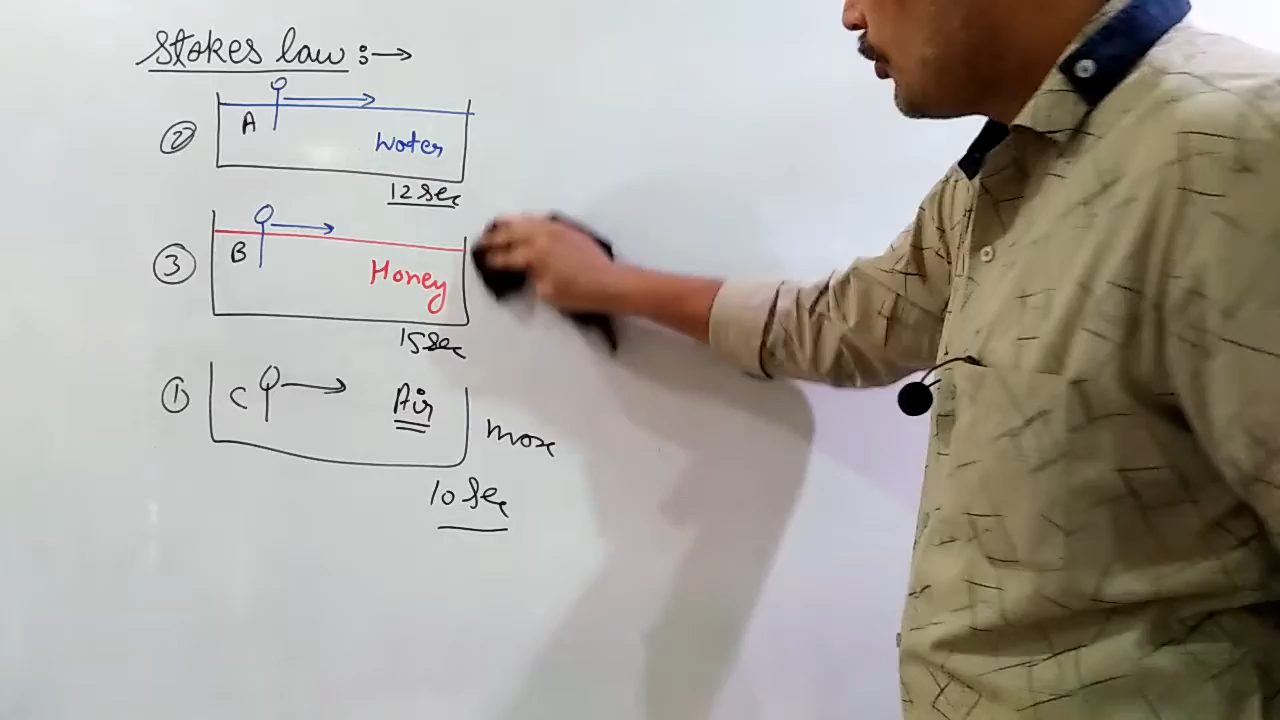 Stokes law :→
② A Water
12 sec
③ B Honey
15 sec
① C Air
max
10 Sec